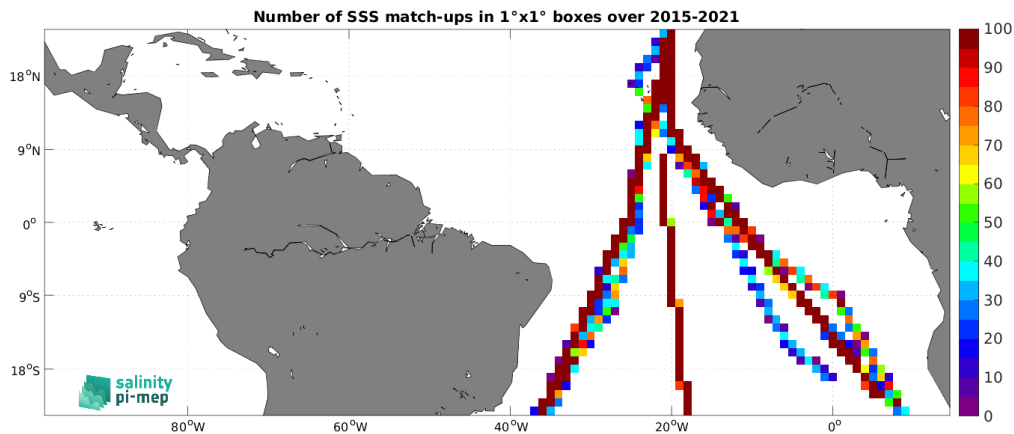 Number of SSS match-ups in 1°x1° boxes over 2015-2021
18°N
9°N
0°
9°S
18°S
80°W
60°W
40°W
20°W
0°
100
90
80
70
60
50
40
30
20
10
0
salinity
pi-mep